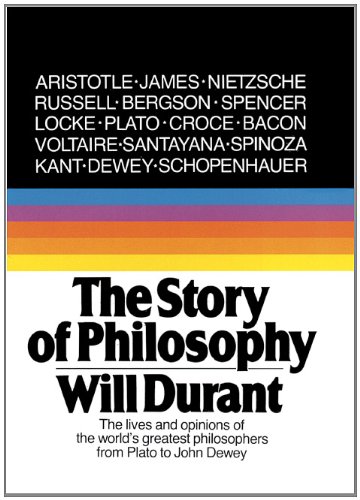 ARISTOTLE·JAMES·NIETZSCHE
RUSSELL·BERGSON·SPENCER
LOCKE·PLATO·CROCE·BACON
VOLTAIRE·SANTAYANA·SPINOZA
KANT·DEWEY·SCHOPENHAUER
The Story
of Philosophy
Will Durant
The lives and opinions of
the world's greatest philosophers
from Plato to John Dewey